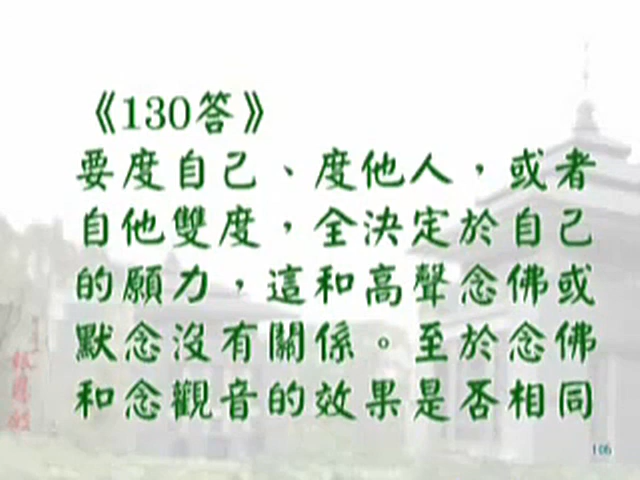 《130答》
要度自己、度他人，或者
自他雙度，全決定於自己
的願力，這和高聲念佛或
默念沒有關係。至於念佛
和念觀音的效果是否相同
106